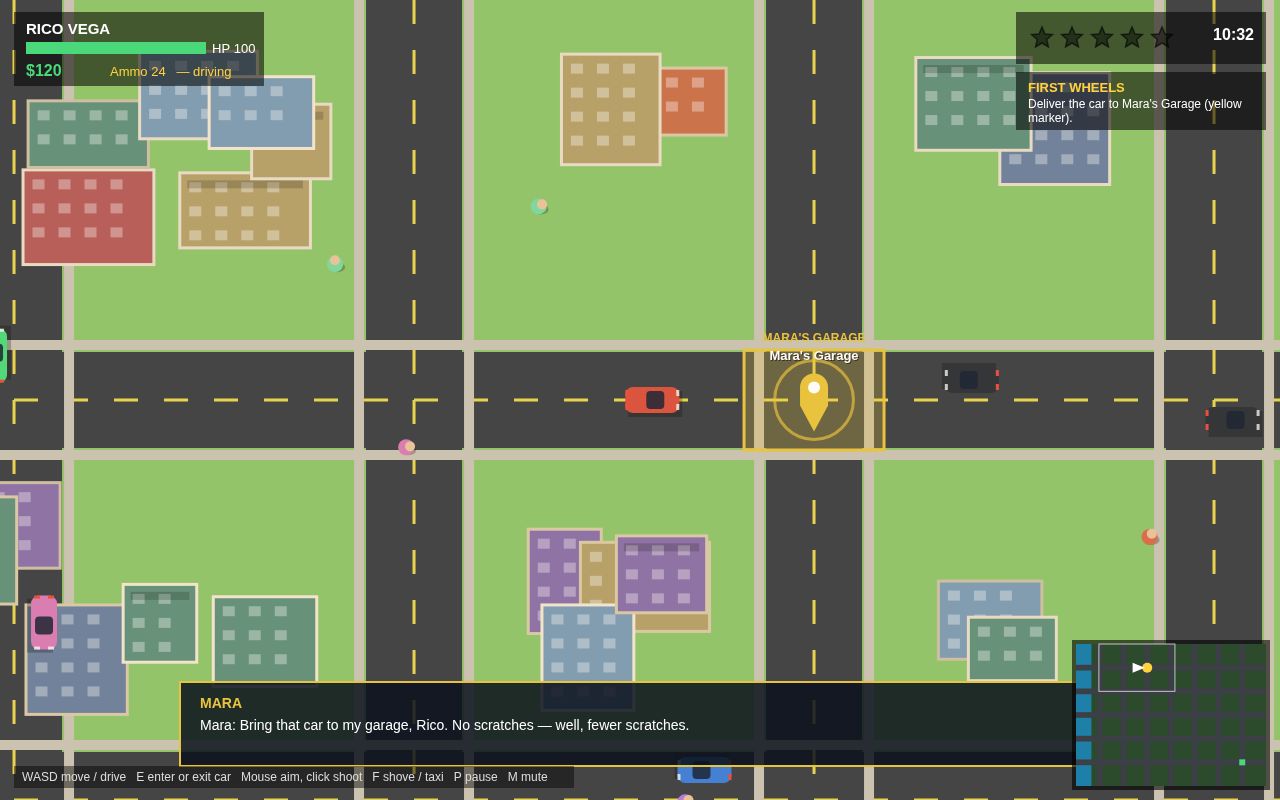 RICO VEGA
HP 100
$120
Ammo 24 — driving
10:32
FIRST WHEELS
Deliver the car to Mara's Garage (yellow
marker).
MARA'S GARAGE
Mara's Garage
MARA
Mara: Bring that car to my garage, Rico. No scratches — well, fewer scratches.
WASD move / drive E enter or exit car Mouse aim, click shoot F shove / taxi P pause M mute